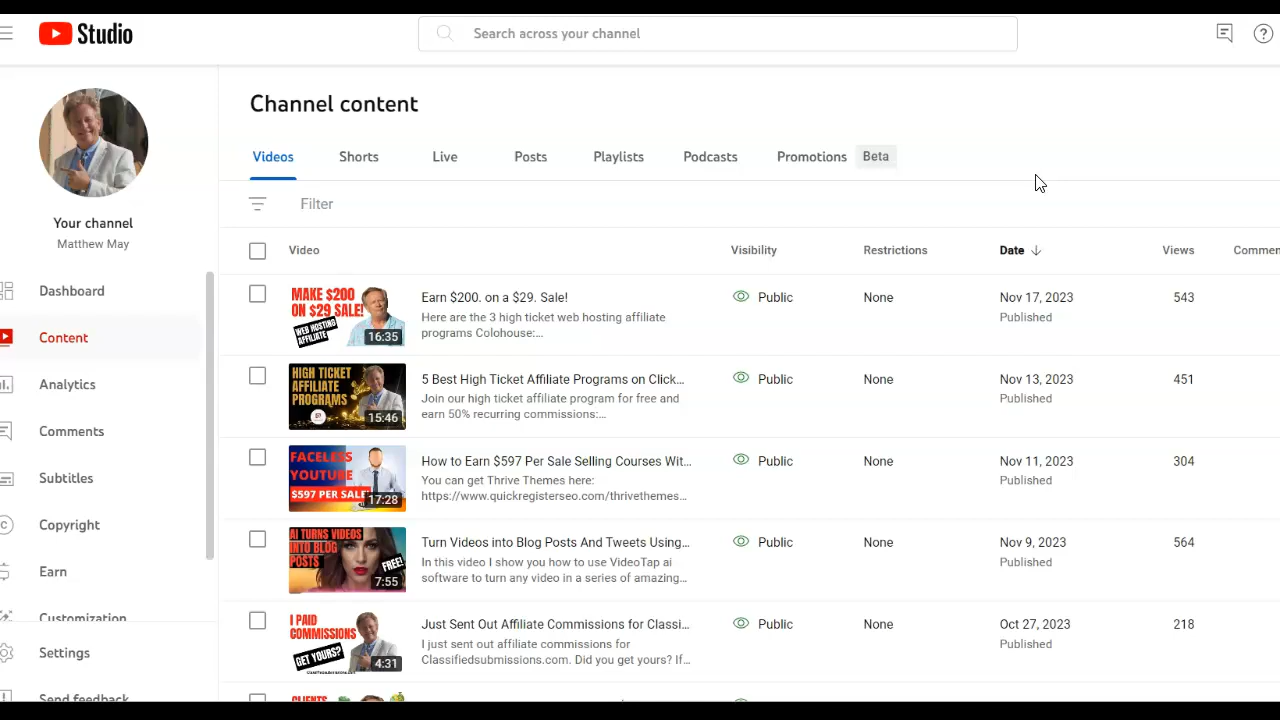 Studio
Search across your channel
Channel content
Videos Shorts Live Posts Playlists Podcasts Promotions Beta
Filter
Your channel
Matthew May
Dashboard
Content
Analytics
Comments
Subtitles
Copyright
Earn
Customization
Settings
Send feedback
Video Visibility Restrictions Date Views Commen
MAKE $200
ON $29 SALE!
WEB HOSTING
AFFILIATE
16:35
Earn $200. on a $29. Sale!
Here are the 3 high ticket web hosting affiliate
programs Colohouse:...
Public None Nov 17, 2023 543
Published
HIGH TICKET
AFFILIATE
PROGRAMS
15:46
5 Best High Ticket Affiliate Programs on Click...
Join our high ticket affiliate program for free and
earn 50% recurring commissions:...
Public None Nov 13, 2023 451
Published
FACELESS
YOUTUBE
$597 PER SALE
17:28
How to Earn $597 Per Sale Selling Courses Wit...
You can get Thrive Themes here:
https://www.quickregisterseo.com/thrivethemes...
Public None Nov 11, 2023 304
Published
AI TURNS VIDEOS
INTO BLOG
POSTS
FREE!
7:55
Turn Videos into Blog Posts And Tweets Using...
In this video I show you how to use VideoTap ai
software to turn any video in a series of amazing...
Public None Nov 9, 2023 564
Published
I PAID
COMMISSIONS
GET YOURS?
4:31
Just Sent Out Affiliate Commissions for Classi...
I just sent out affiliate commissions for
Classifiedsubmissions.com. Did you get yours? If...
Public None Oct 27, 2023 218
Published
CLIENTS